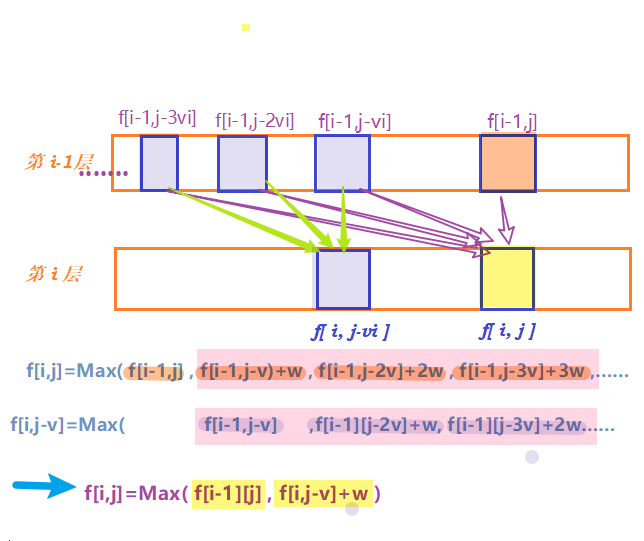 f[i-1,j-3vi] f[i-1,j-2vi] f[i-1,j-vi] f[i-1,j]
第 i-1层 .......
第 i 层
f[ i, j-vi ] f[ i, j ]
f[i,j]=Max( f[i-1,j) ,f[i-1,j-v)+w ,f[i-1,j-2v]+2w ,f[i-1,j-3v]+3w,......
f[i,j-v]=Max( f[i-1,j-v] ,f[i-1][j-2v]+w, f[i-1][j-3v]+2w......
f[i,j]=Max( f[i-1][j] , f[i,j-v]+w )